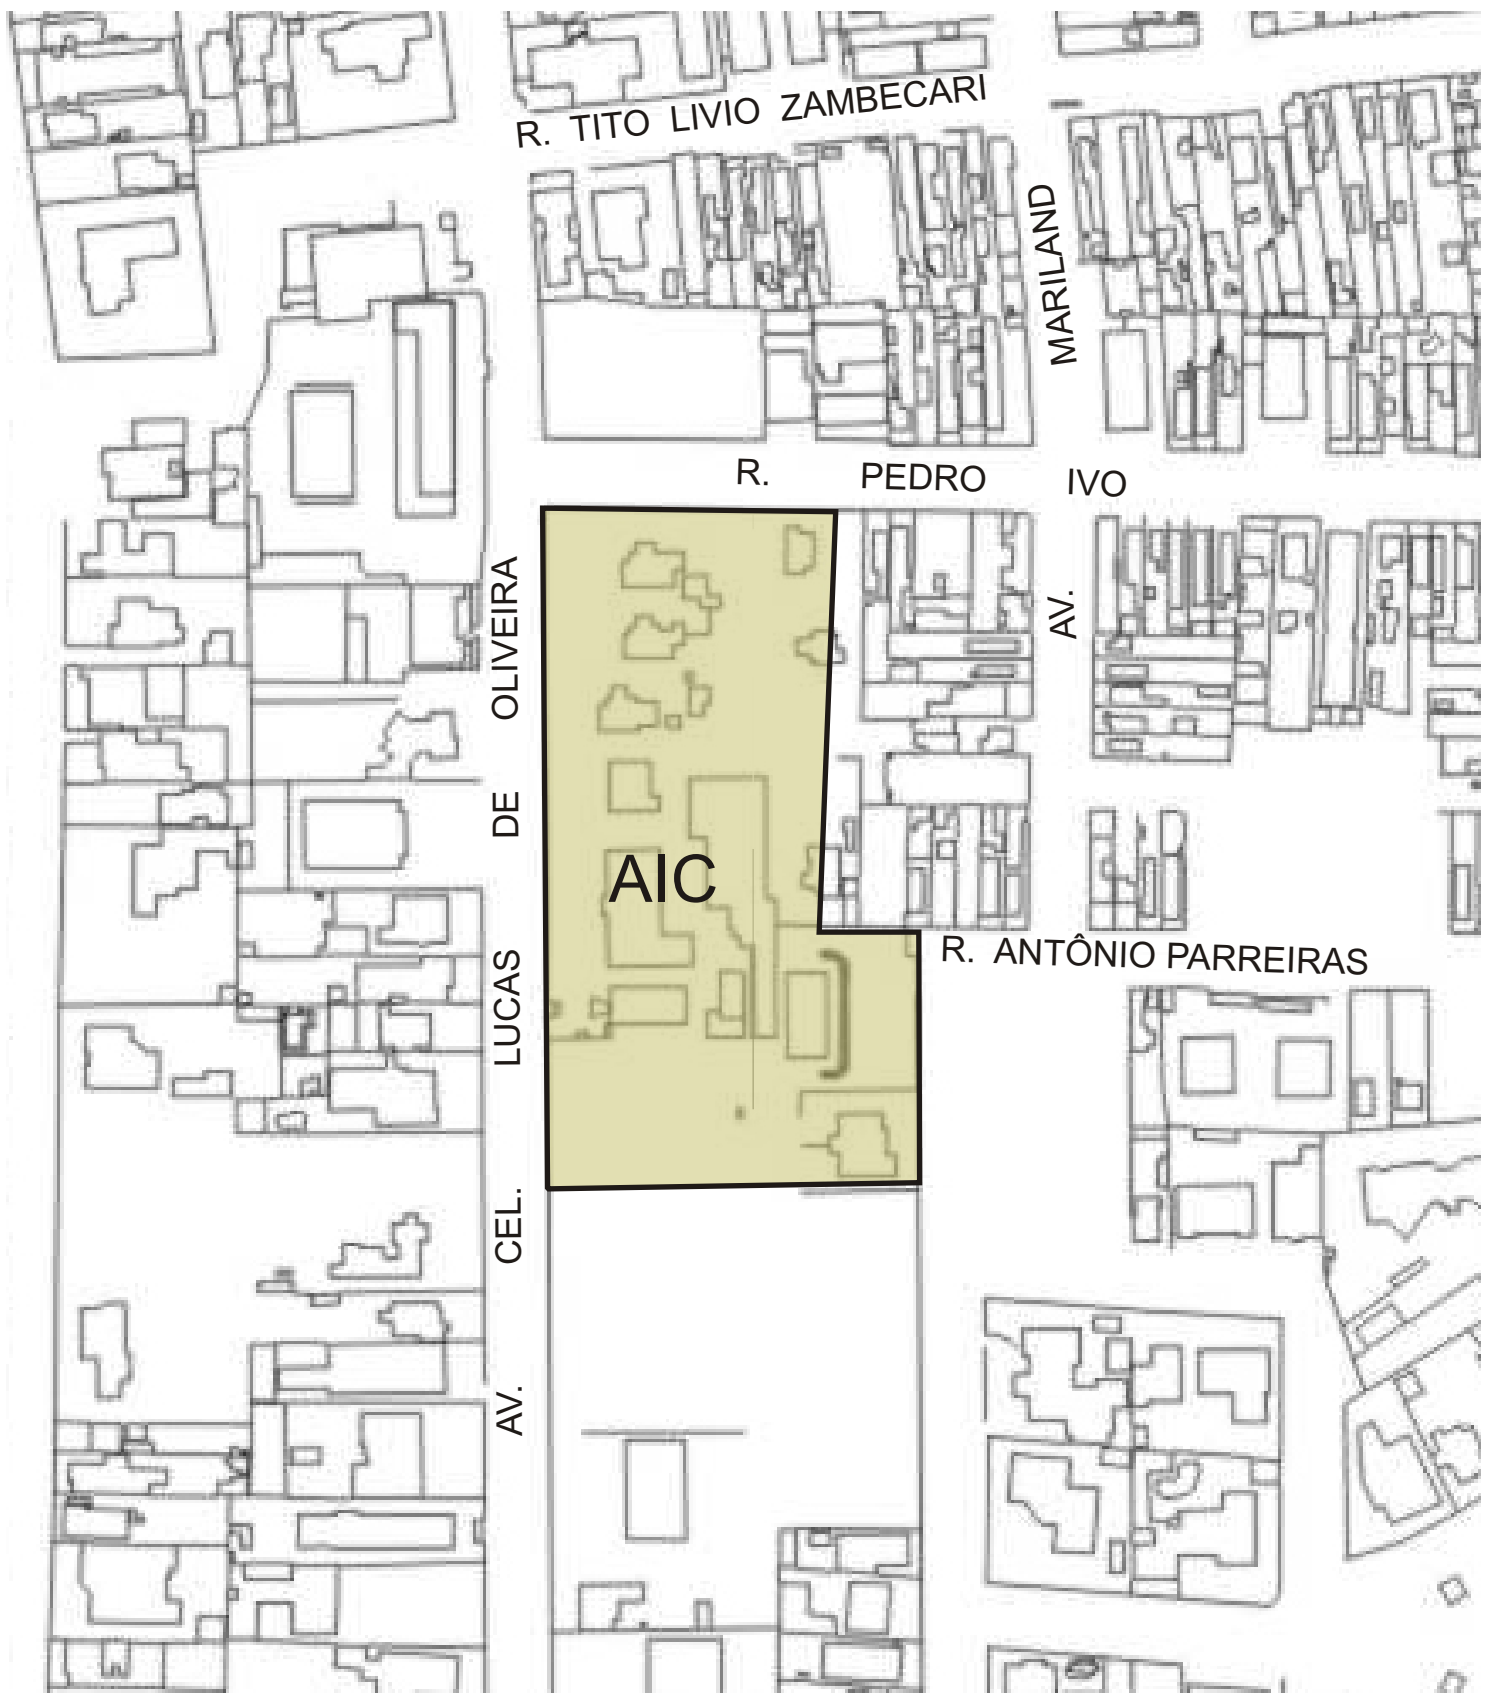 R. TITO LIVIO ZAMBECARI
AV. MARILAND
R. PEDRO IVO
AV. CEL. LUCAS DE OLIVEIRA
AIC
R. ANTÔNIO PARREIRAS